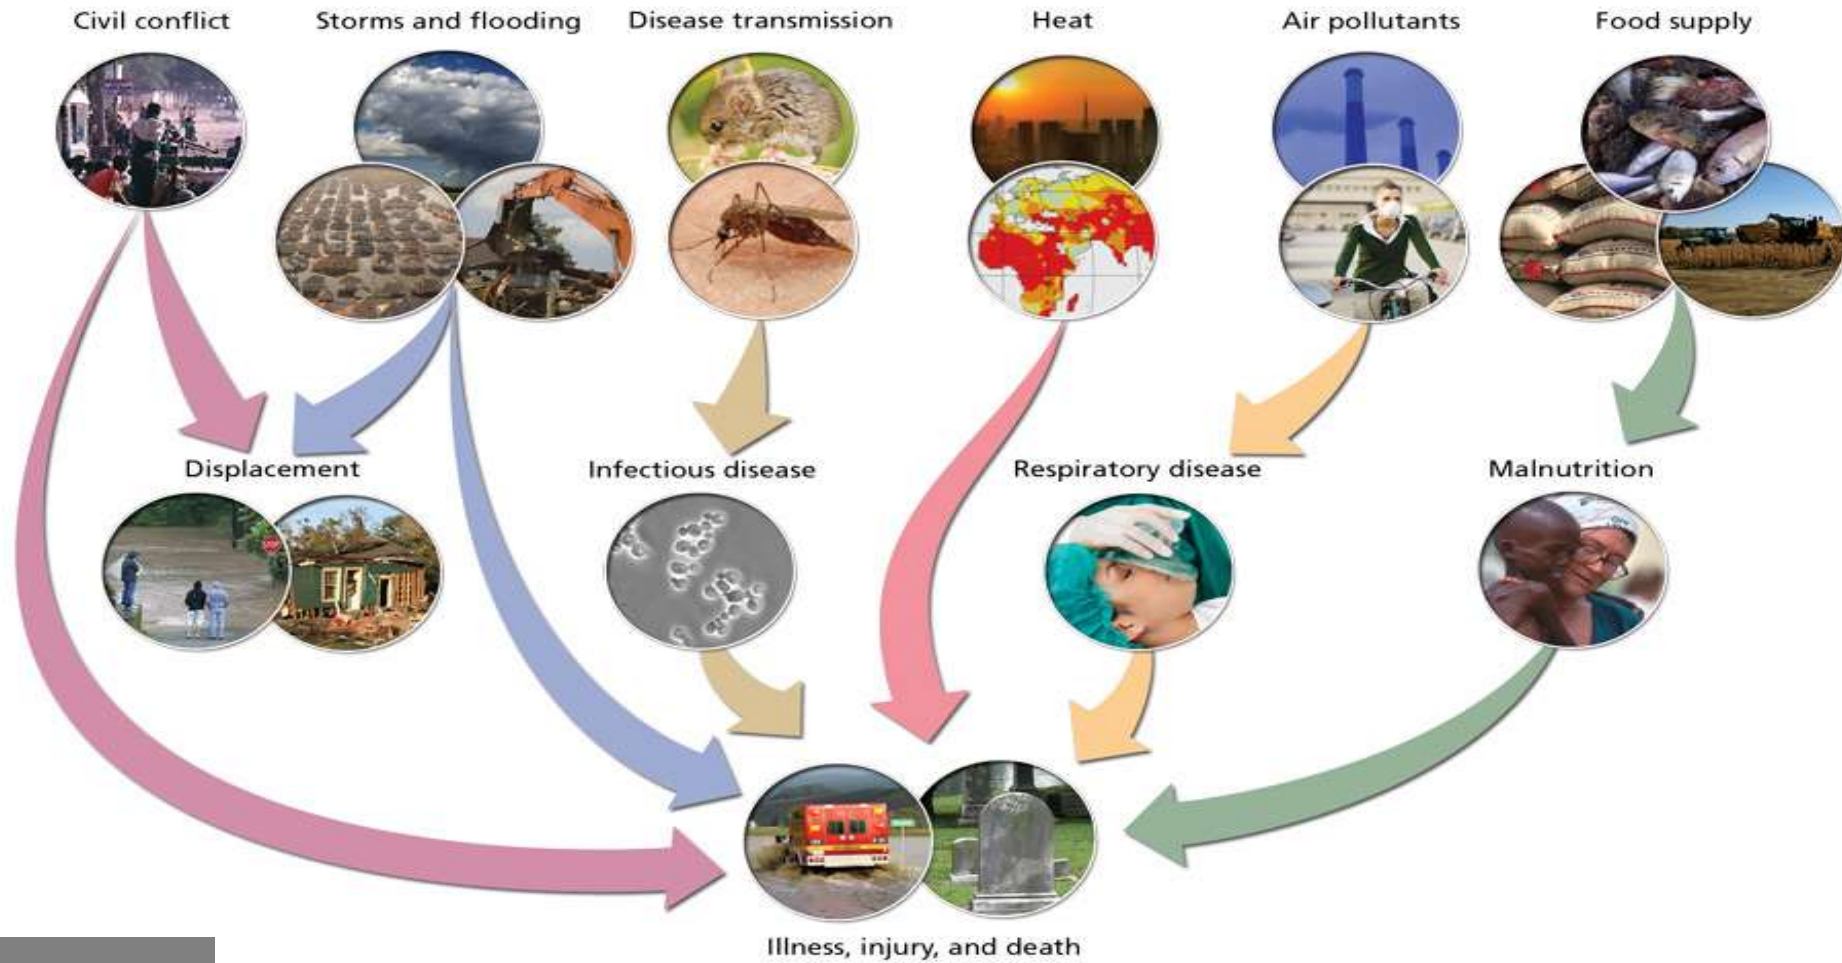 Civil conflict
Storms and flooding
Disease transmission
Heat
Air pollutants
Food supply
Displacement
Infectious disease
Respiratory disease
Malnutrition
STOP
Illness, injury, and death